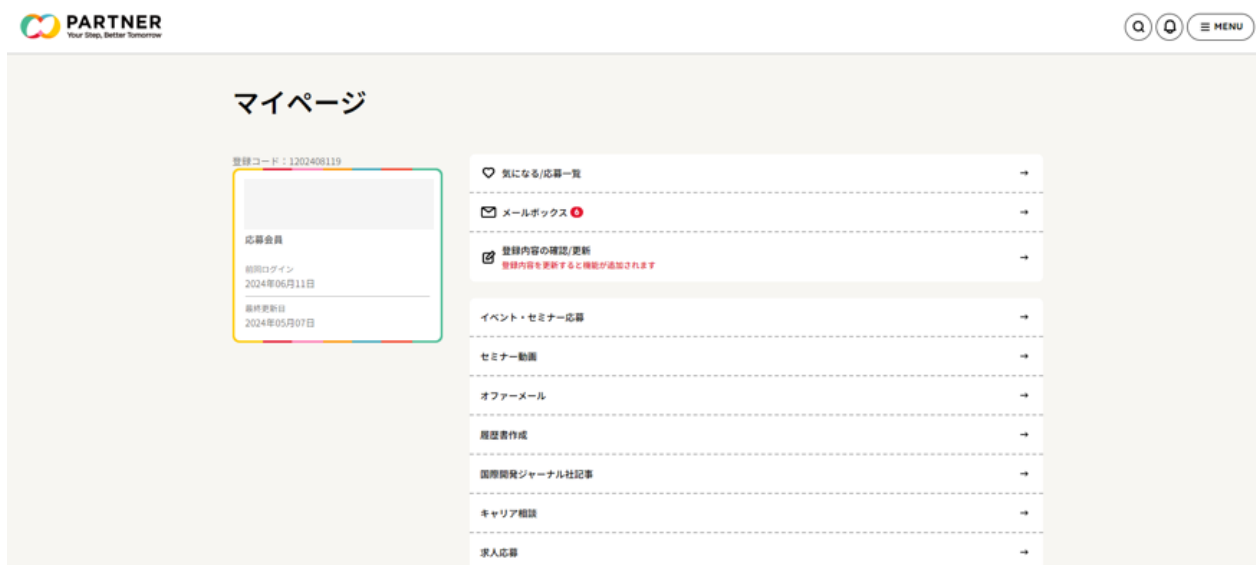 PARTNER
Your Step, Better Tomorrow
MENU
マイページ
登録コード：1202408119
応募会員
前回ログイン
2024年06月11日
最終更新日
2024年05月07日
気になる/応募一覧
メールボックス 6
登録内容の確認/更新
登録内容を更新すると機能が追加されます
イベント・セミナー応募
セミナー動画
オファーメール
履歴書作成
国際開発ジャーナル社記事
キャリア相談
求人応募